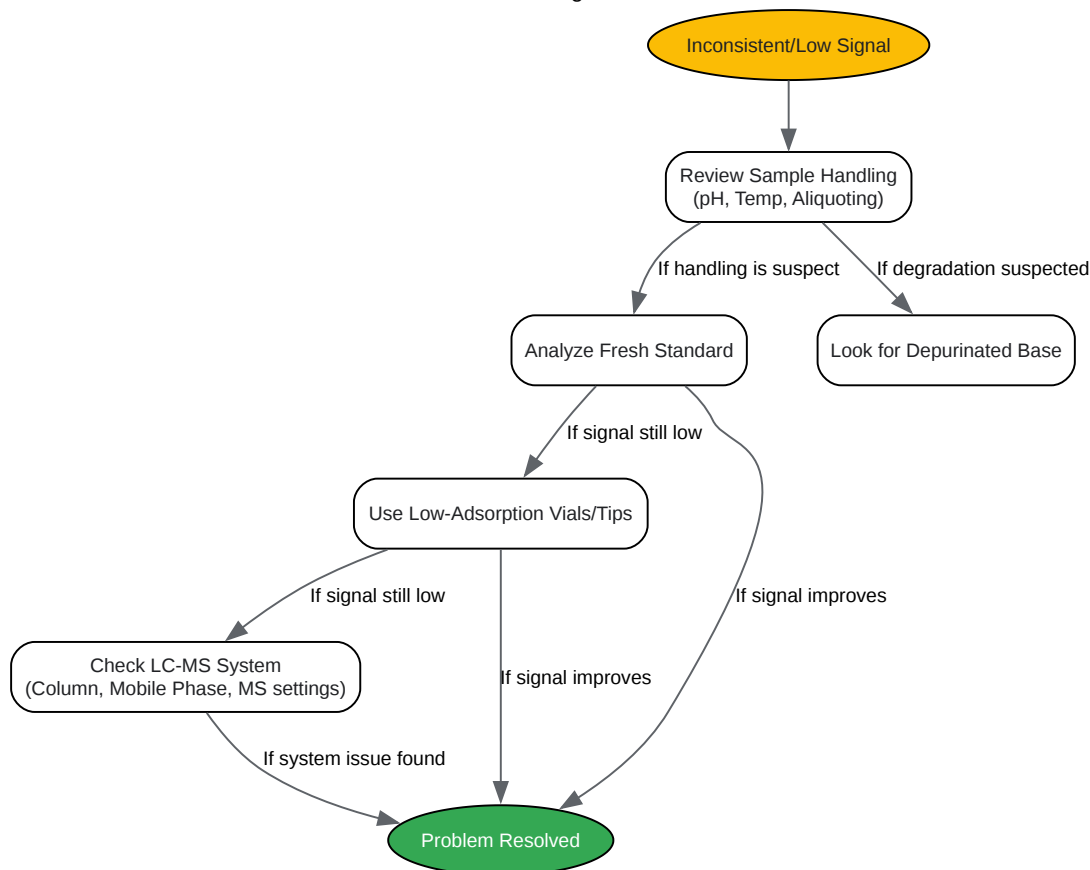 Inconsistent/Low Signal
Review Sample Handling
(pH, Temp, Aliquoting)
If handling is suspect
If degradation suspected
Analyze Fresh Standard
Look for Depurinated Base
If signal still low
Use Low-Adsorption Vials/Tips
If signal still low
If signal improves
Check LC-MS System
(Column, Mobile Phase, MS settings)
If signal improves
If system issue found
Problem Resolved